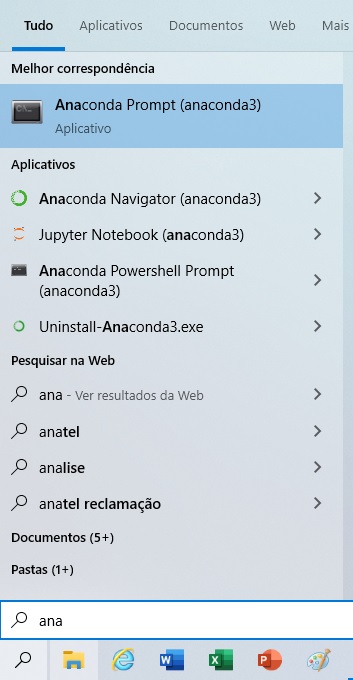 Tudo Aplicativos Documentos Web Mais
Melhor correspondência
Anaconda Prompt (anaconda3)
Aplicativo
Aplicativos
Anaconda Navigator (anaconda3)
Jupyter Notebook (anaconda3)
Anaconda Powershell Prompt
(anaconda3)
Uninstall-Anaconda3.exe
Pesquisar na Web
ana - Ver resultados da Web
anatel
analise
anatel reclamação
Documentos (5+)
Pastas (1+)
ana